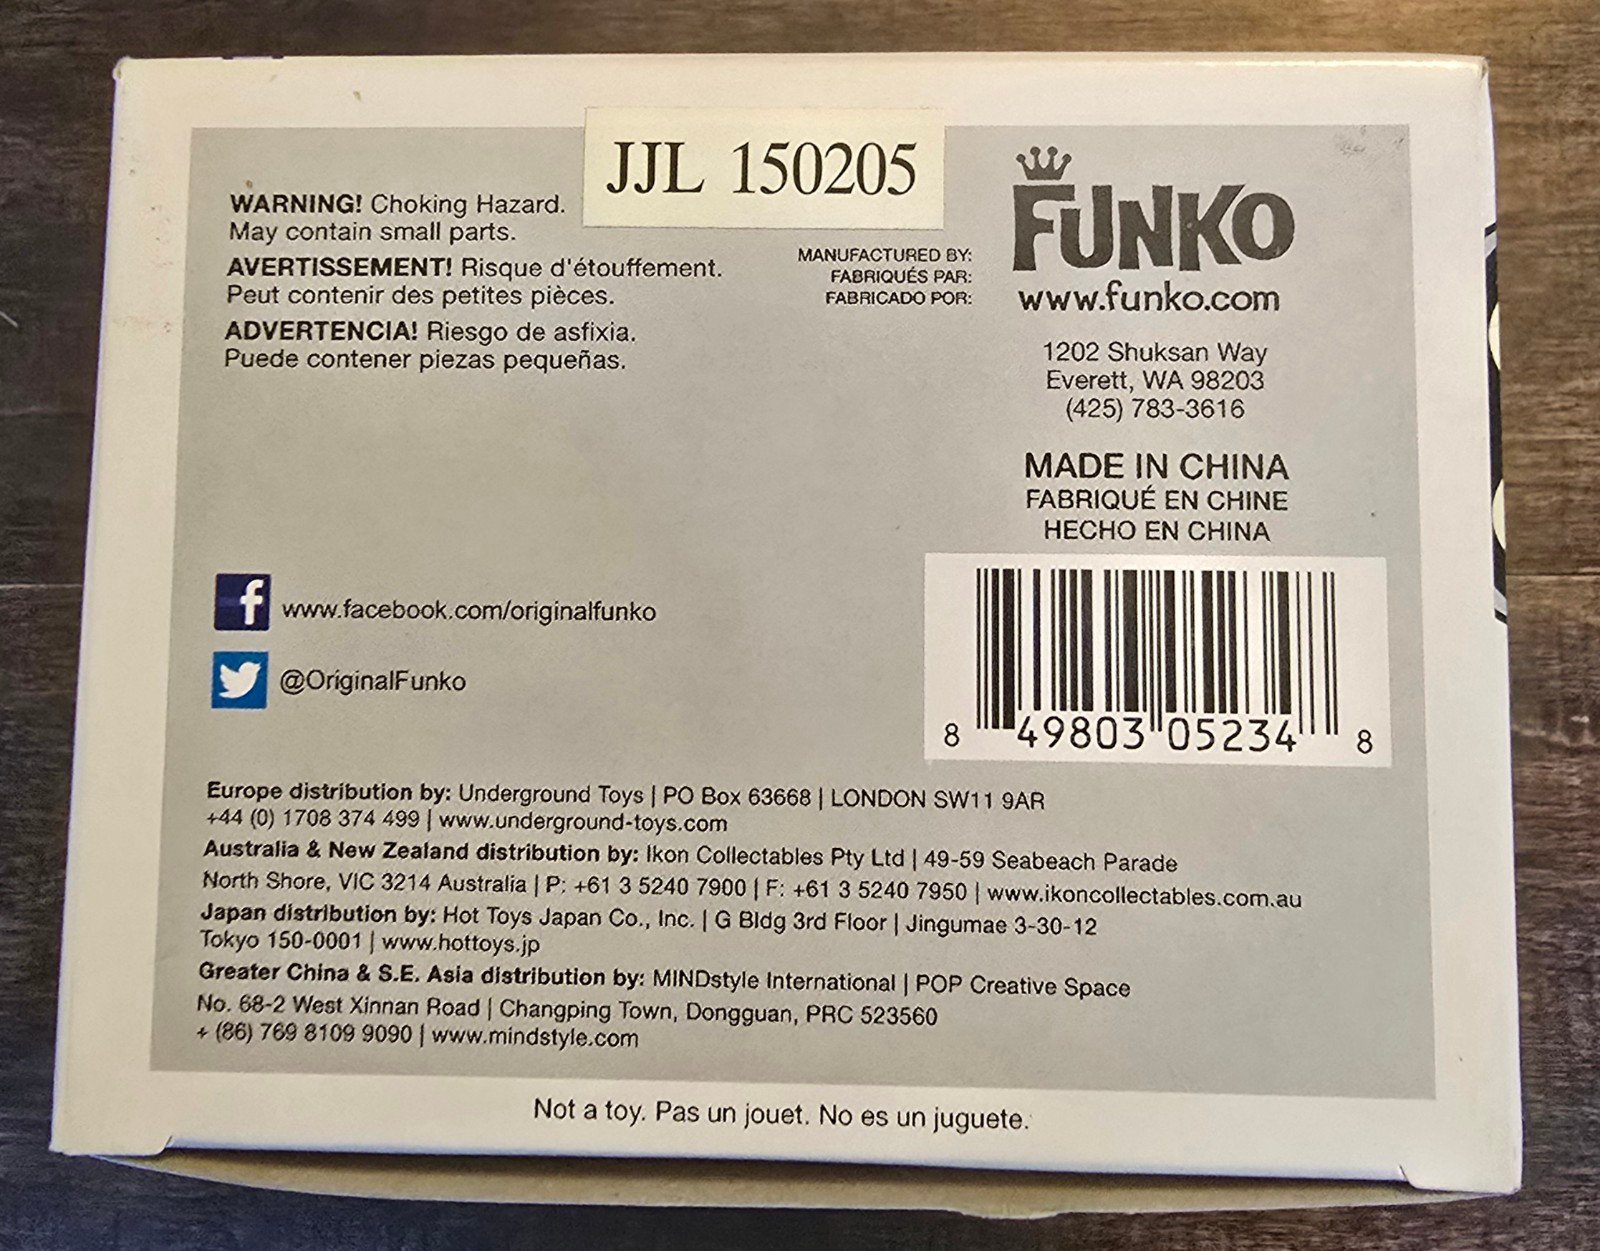 JJL 150205
WARNING! Choking Hazard.
May contain small parts.
AVERTISSEMENT! Risque d'étouffement.
Peut contenir des petites pièces.
ADVERTENCIA! Riesgo de asfixia.
Puede contener piezas pequeñas.
MANUFACTURED BY:
FABRIQUÉS PAR:
FABRICADO POR:
FUNKO
www.funko.com
1202 Shuksan Way
Everett, WA 98203
(425) 783-3616
MADE IN CHINA
FABRIQUÉ EN CHINE
HECHO EN CHINA
f www.facebook.com/originalfunko
@OriginalFunko
8 49803 05234 8
Europe distribution by: Underground Toys | PO Box 63668 | LONDON SW11 9AR
+44 (0) 1708 374 499 | www.underground-toys.com
Australia & New Zealand distribution by: Ikon Collectables Pty Ltd | 49-59 Seabeach Parade
North Shore, VIC 3214 Australia | P: +61 3 5240 7900 | F: +61 3 5240 7950 | www.ikoncollectables.com.au
Japan distribution by: Hot Toys Japan Co., Inc. | G Bldg 3rd Floor | Jingumae 3-30-12
Tokyo 150-0001 | www.hottoys.jp
Greater China & S.E. Asia distribution by: MINDstyle International | POP Creative Space
No. 68-2 West Xinnan Road | Changping Town, Dongguan, PRC 523560
+ (86) 769 8109 9090 | www.mindstyle.com
Not a toy. Pas un jouet. No es un juguete.